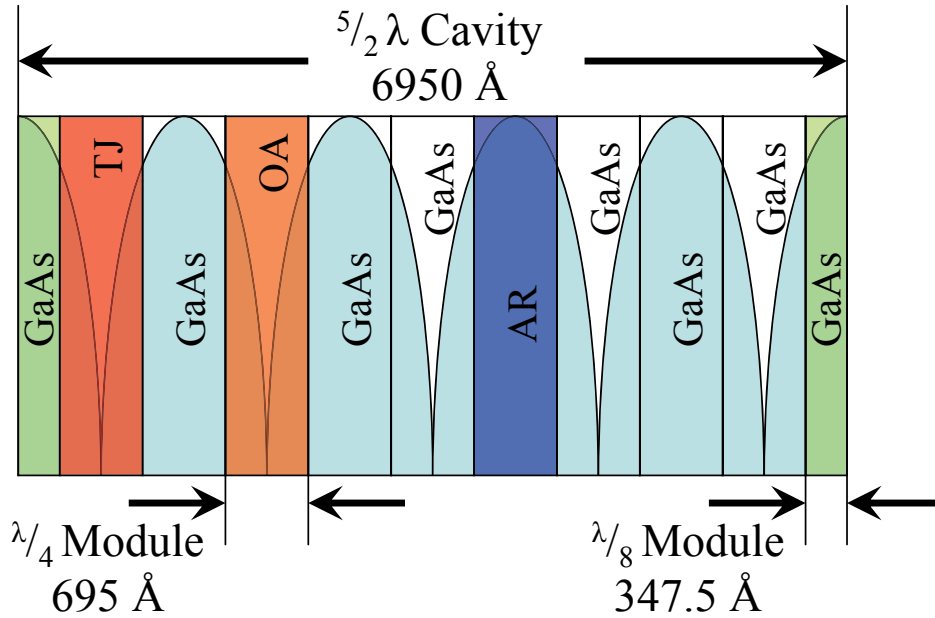 5/2 λ Cavity
6950 Å
GaAs
TJ
GaAs
OA
GaAs
GaAs
AR
GaAs
GaAs
GaAs
GaAs
λ/4 Module
695 Å
λ/8 Module
347.5 Å